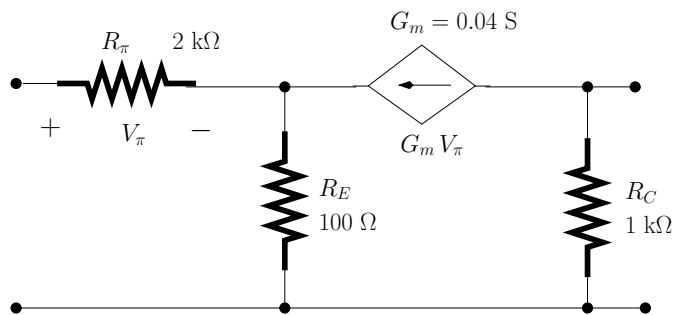 G_m = 0.04 S
R_π 2 kΩ
+ V_π −
G_m V_π
R_E
100 Ω
R_C
1 kΩ